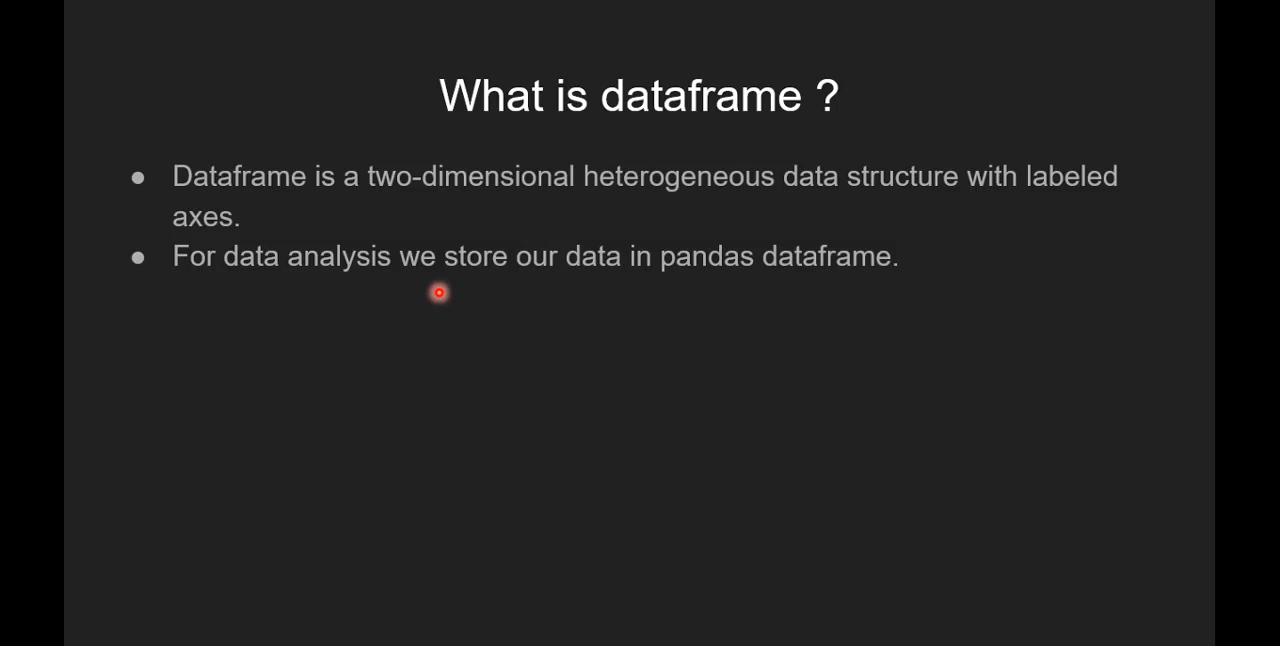 What is dataframe ?
● Dataframe is a two-dimensional heterogeneous data structure with labeled
axes.
● For data analysis we store our data in pandas dataframe.